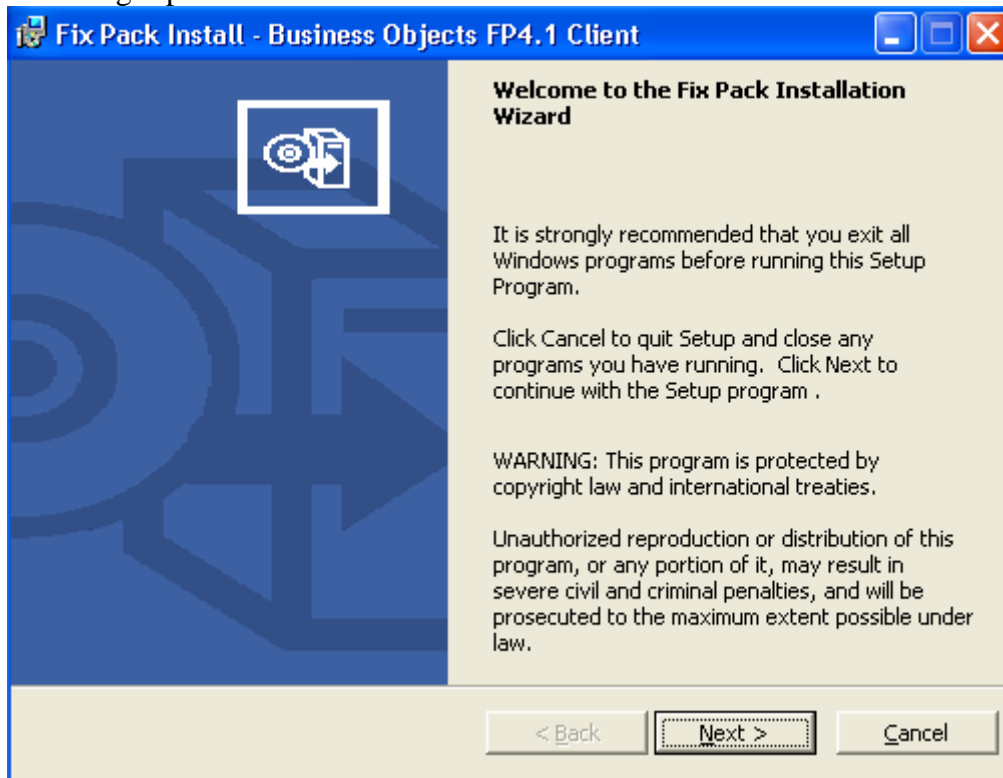 Fix Pack Install - Business Objects FP4.1 Client
Welcome to the Fix Pack Installation
Wizard
It is strongly recommended that you exit all
Windows programs before running this Setup
Program.
Click Cancel to quit Setup and close any
programs you have running.  Click Next to
continue with the Setup program .
WARNING: This program is protected by
copyright law and international treaties.
Unauthorized reproduction or distribution of this
program, or any portion of it, may result in
severe civil and criminal penalties, and will be
prosecuted to the maximum extent possible under
law.
< Back
Next >
Cancel